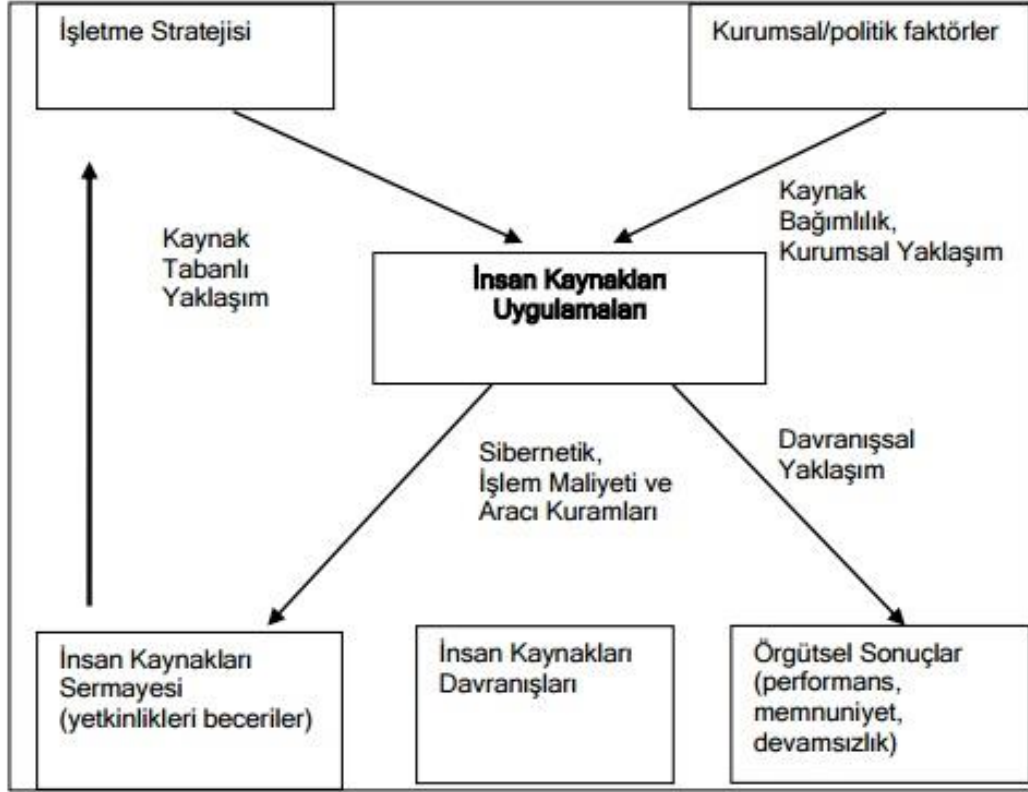 İşletme Stratejisi
Kurumsal/politik faktörler
Kaynak
Bağımlılık,
Kurumsal Yaklaşım
Kaynak
Tabanlı
Yaklaşım
İnsan Kaynakları
Uygulamaları
Sibernetik,
İşlem Maliyeti ve
Aracı Kuramları
Davranışsal
Yaklaşım
İnsan Kaynakları
Sermayesi
(yetkinlikleri beceriler)
İnsan Kaynakları
Davranışları
Örgütsel Sonuçlar
(performans,
memnuniyet,
devamsızlık)